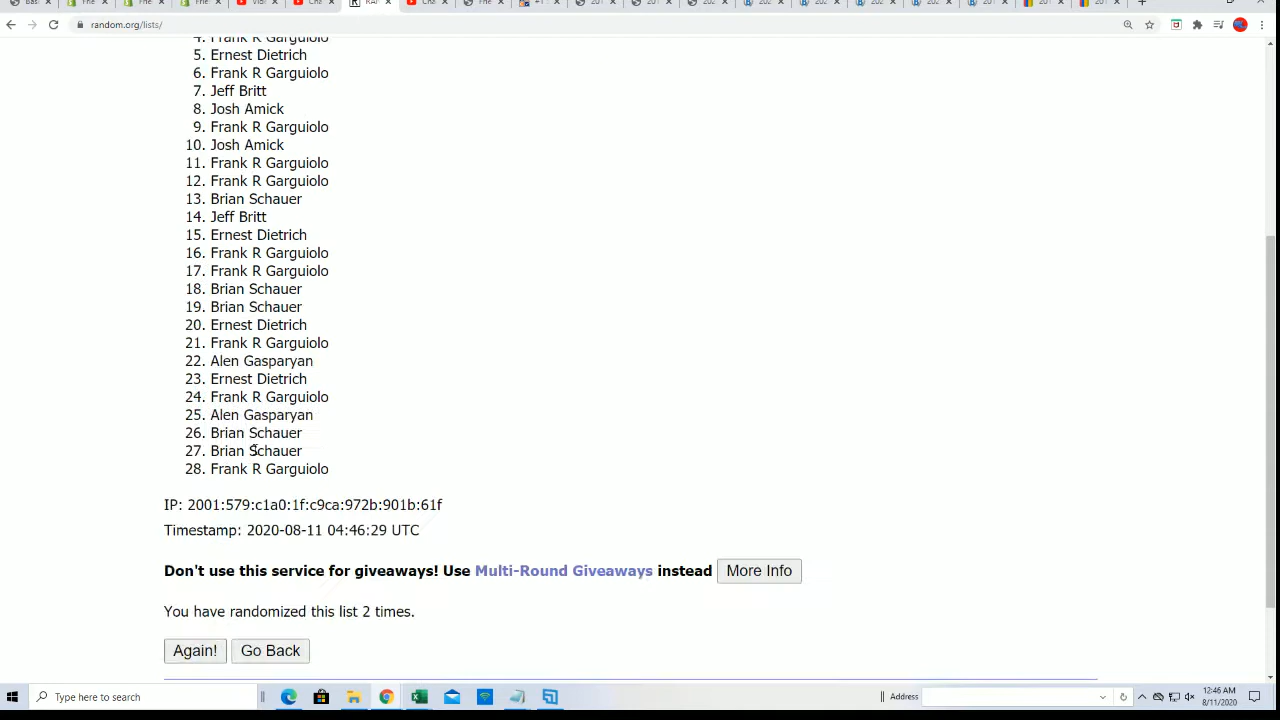 random.org/lists/
4. Frank R Garguiolo
5. Ernest Dietrich
6. Frank R Garguiolo
7. Jeff Britt
8. Josh Amick
9. Frank R Garguiolo
10. Josh Amick
11. Frank R Garguiolo
12. Frank R Garguiolo
13. Brian Schauer
14. Jeff Britt
15. Ernest Dietrich
16. Frank R Garguiolo
17. Frank R Garguiolo
18. Brian Schauer
19. Brian Schauer
20. Ernest Dietrich
21. Frank R Garguiolo
22. Alen Gasparyan
23. Ernest Dietrich
24. Frank R Garguiolo
25. Alen Gasparyan
26. Brian Schauer
27. Brian Schauer
28. Frank R Garguiolo
IP: 2001:579:c1a0:1f:c9ca:972b:901b:61f
Timestamp: 2020-08-11 04:46:29 UTC
Don't use this service for giveaways! Use Multi-Round Giveaways instead More Info
You have randomized this list 2 times.
Again! Go Back
Type here to search Address 12:46 AM
8/11/2020